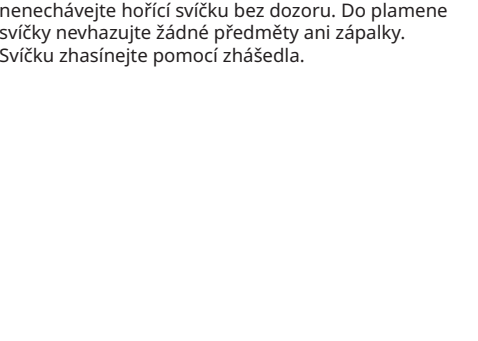 nenechávejte hořící svíčku bez dozoru. Do plamene
svíčky nevhazujte žádné předměty ani zápalky.
Svíčku zhasínejte pomocí zhášedla.